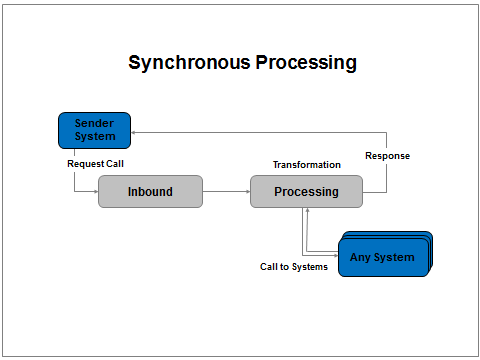 Synchronous Processing
Sender
System
Request Call
Response
Transformation
Inbound
Processing
Call to Systems
Any System